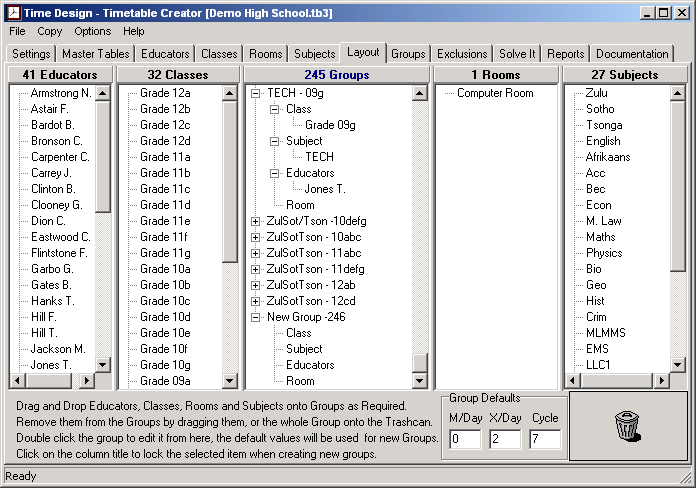 Time Design - Timetable Creator [Demo High School.tb3]
File Copy Options Help
Settings Master Tables Educators Classes Rooms Subjects Layout Groups Exclusions Solve It Reports Documentation
41 Educators
Armstrong N.
Astair F.
Bardot B.
Bronson C.
Carpenter C.
Carrey J.
Clinton B.
Clooney G.
Dion C.
Eastwood C.
Flintstone F.
Garbo G.
Gates B.
Hanks T.
Hill F.
Hill T.
Jackson M.
Jones T.
32 Classes
Grade 12a
Grade 12b
Grade 12c
Grade 12d
Grade 11a
Grade 11b
Grade 11c
Grade 11d
Grade 11e
Grade 11f
Grade 11g
Grade 10a
Grade 10b
Grade 10c
Grade 10d
Grade 10e
Grade 10f
Grade 10g
Grade 09a
245 Groups
TECH - 09g
Class
Grade 09g
Subject
TECH
Educators
Jones T.
Room
ZulSot/Tson -10defg
ZulSotTson - 10abc
ZulSotTson - 11abc
ZulSotTson - 11defg
ZulSotTson - 12ab
ZulSotTson - 12cd
New Group -246
Class
Subject
Educators
Room
1 Rooms
Computer Room
27 Subjects
Zulu
Sotho
Tsonga
English
Afrikaans
Acc
Bec
Econ
M. Law
Maths
Physics
Bio
Geo
Hist
Crim
MLMMS
EMS
LLC1
Drag and Drop Educators, Classes, Rooms and Subjects onto Groups as Required.
Remove them from the Groups by dragging them, or the whole Group onto the Trashcan.
Double click the group to edit it from here, the default values will be used for new Groups.
Click on the column title to lock the selected item when creating new groups.
Group Defaults
M/Day X/Day Cycle
0 2 7
Ready